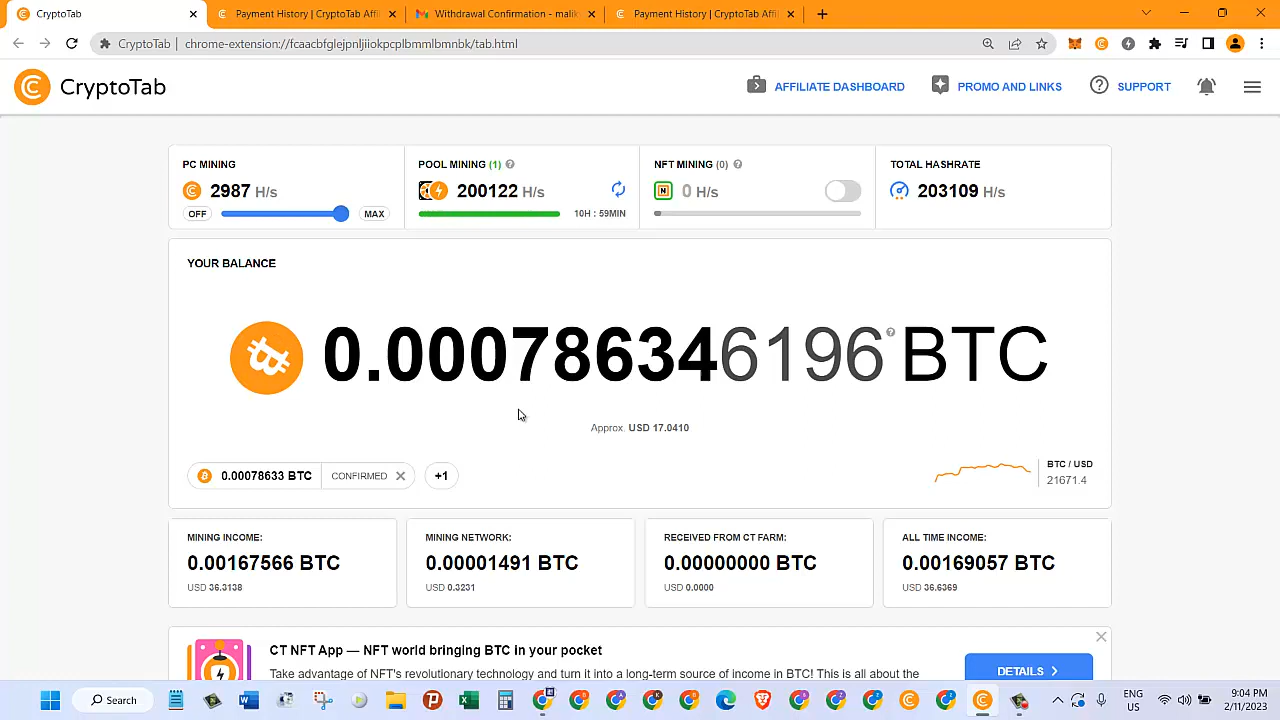 CryptoTab
Payment History | CryptoTab Affil
Withdrawal Confirmation - malik
Payment History | CryptoTab Affil
CryptoTab
chrome-extension://fcaacbfglejpnljiiokpcplbmmlbmnbk/tab.html
CryptoTab
AFFILIATE DASHBOARD
PROMO AND LINKS
SUPPORT
PC MINING
2987 H/s
OFF
MAX
POOL MINING (1)
200122 H/s
10H : 59MIN
NFT MINING (0)
0 H/s
TOTAL HASHRATE
203109 H/s
YOUR BALANCE
0.000786346196 BTC
Approx. USD 17.0410
0.00078633 BTC CONFIRMED
+1
BTC / USD
21671.4
MINING INCOME:
0.00167566 BTC
USD 36.3138
MINING NETWORK:
0.00001491 BTC
USD 0.3231
RECEIVED FROM CT FARM:
0.00000000 BTC
USD 0.0000
ALL TIME INCOME:
0.00169057 BTC
USD 36.6369
CT NFT App — NFT world bringing BTC in your pocket
Take advantage of NFT's revolutionary technology and turn it into a long-term source of income in BTC! This is all about the
DETAILS
Search
ENG
US
9:04 PM
2/11/2023